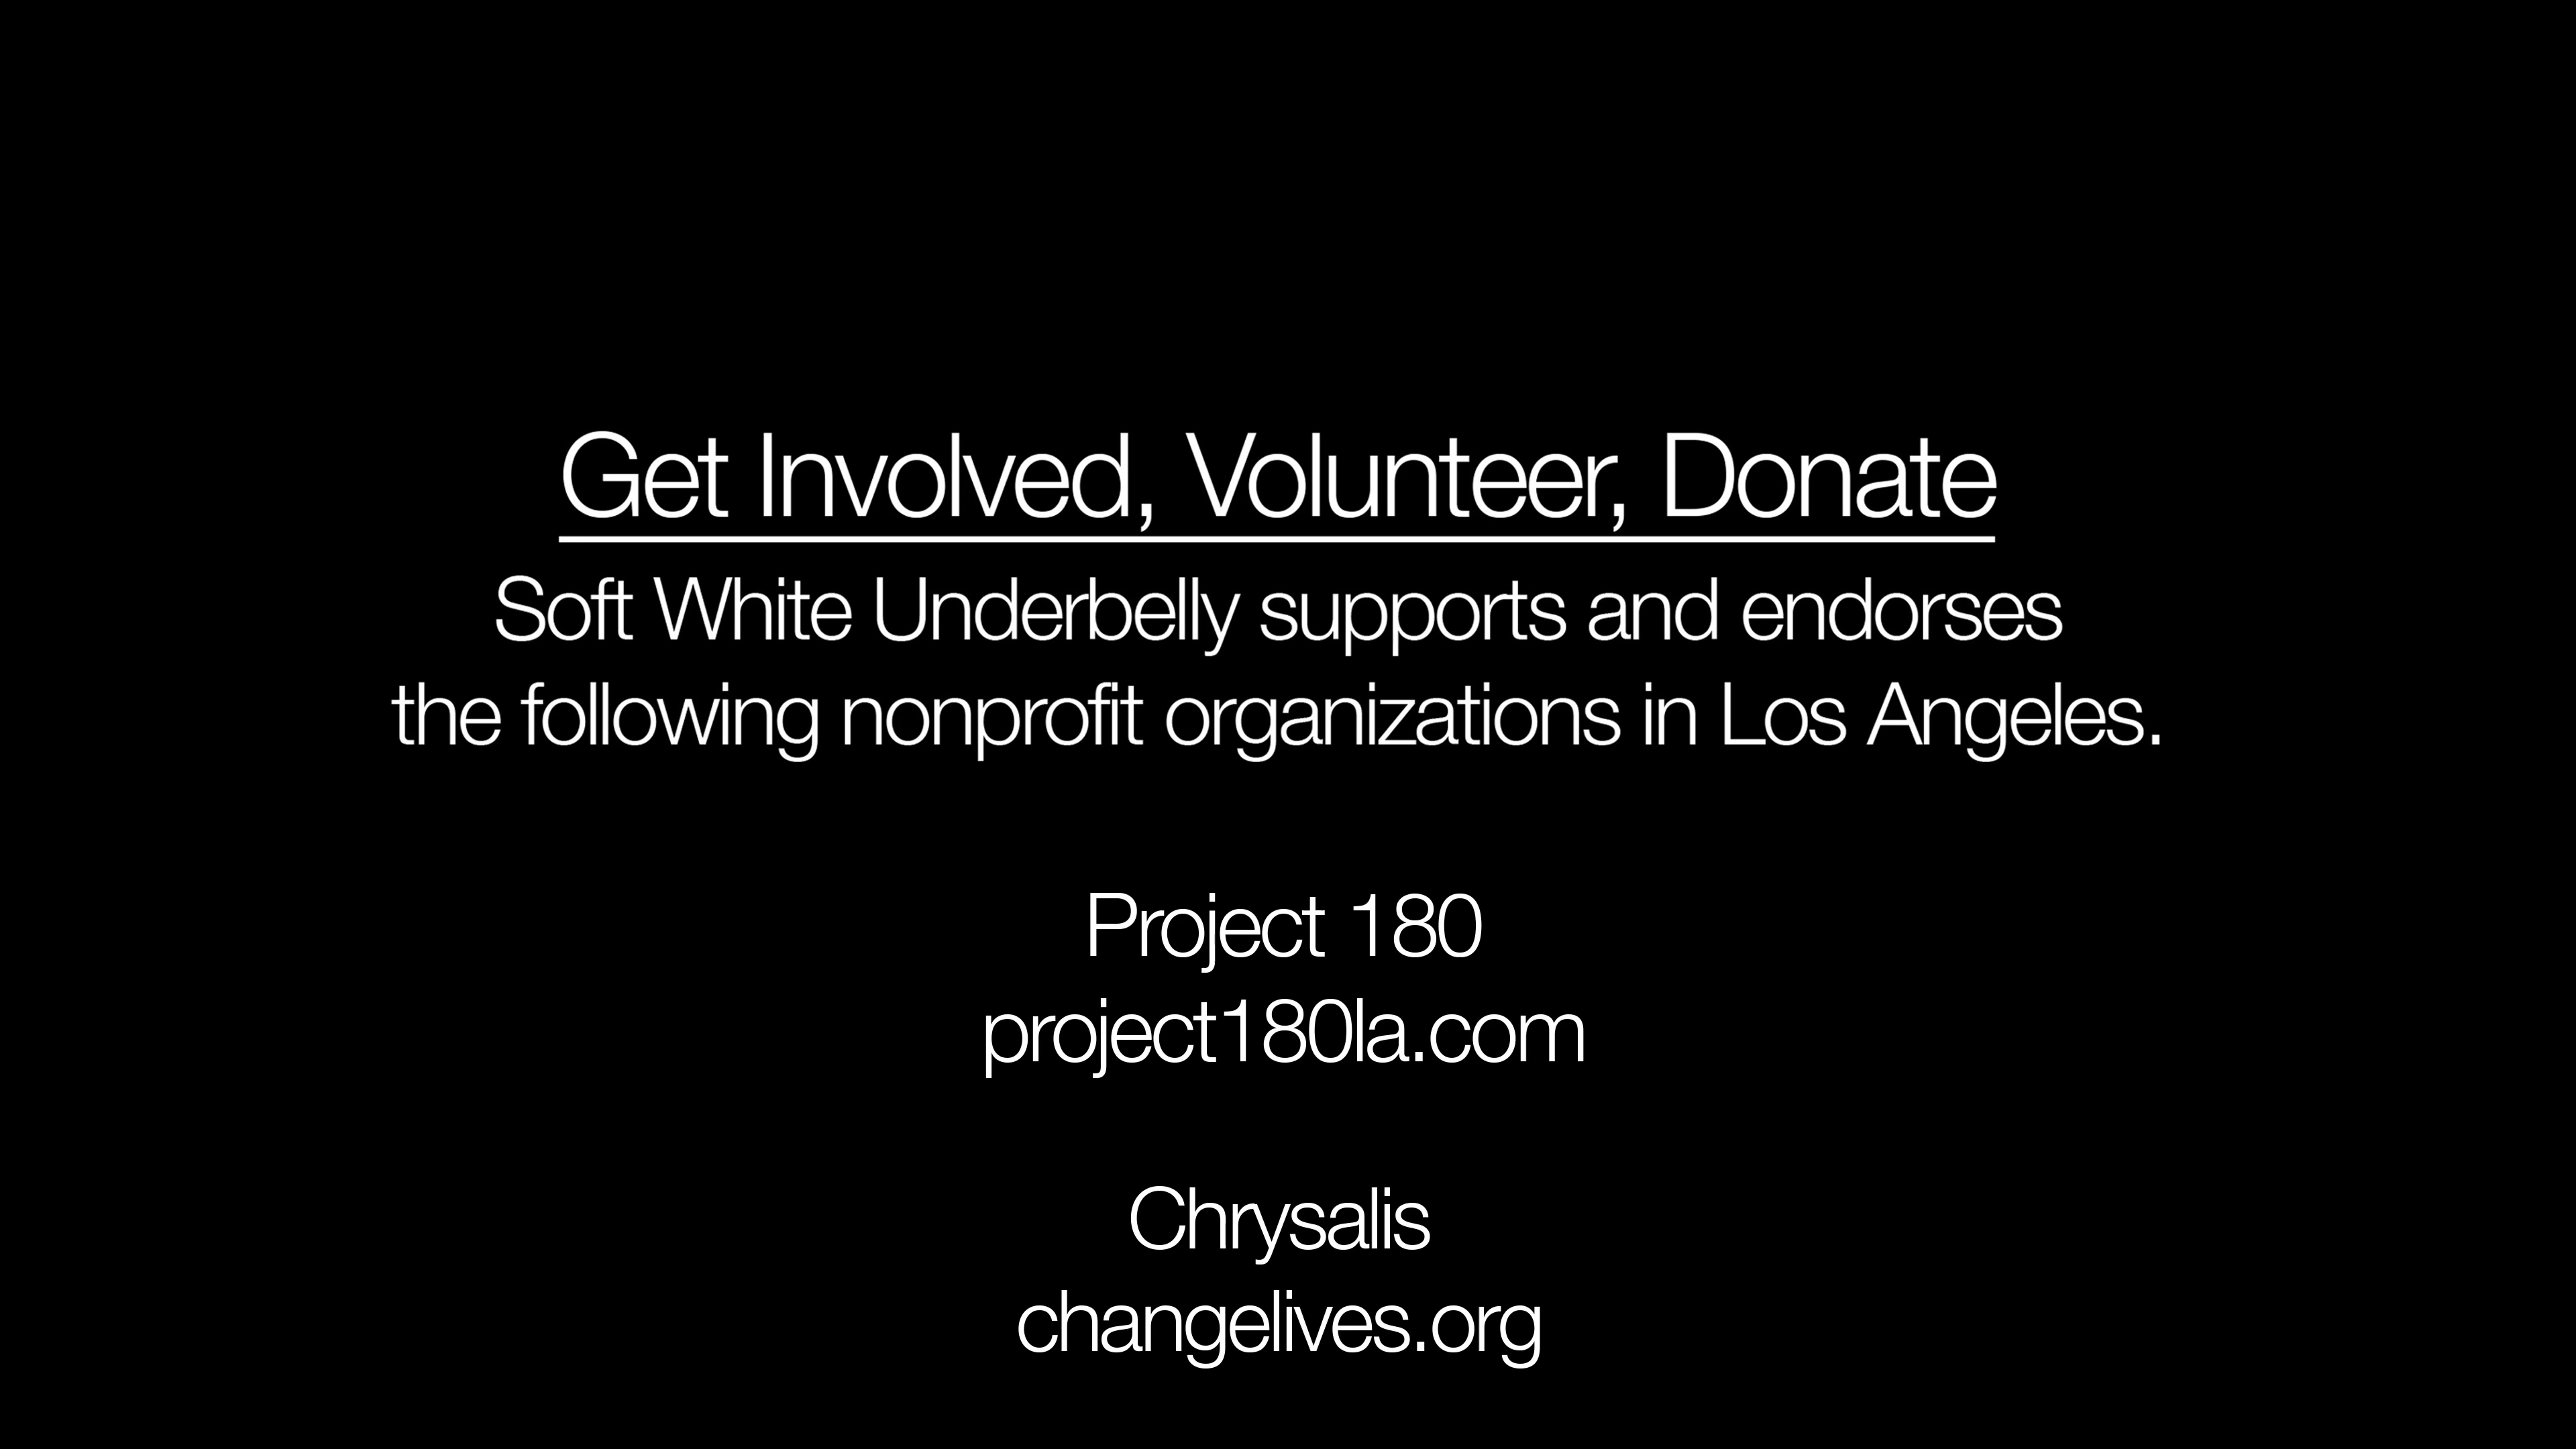 Get Involved, Volunteer, Donate
Soft White Underbelly supports and endorses
the following nonprofit organizations in Los Angeles.
Project 180
project180la.com
Chrysalis
changelives.org